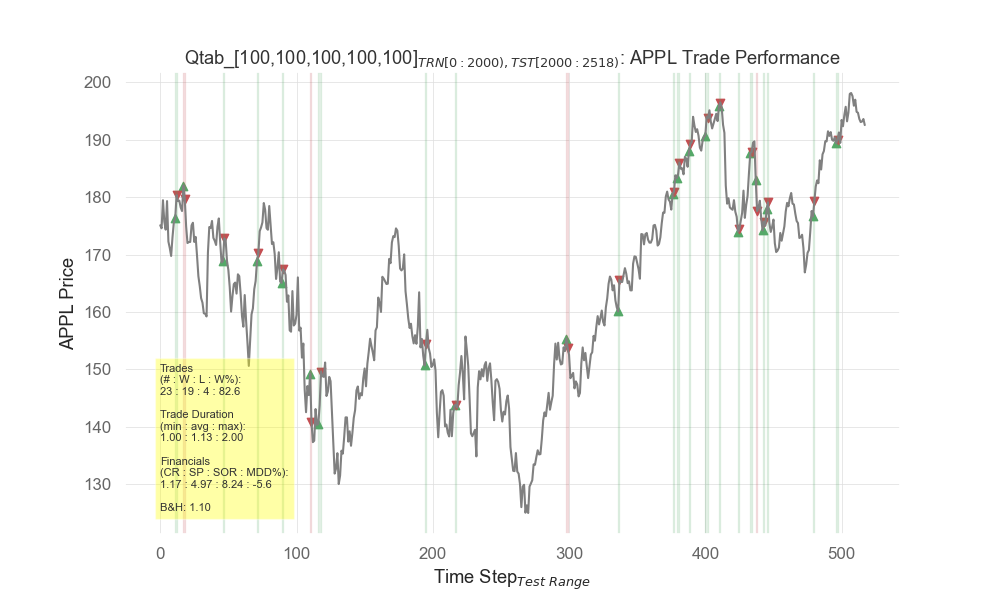 Qtab_[100,100,100,100,100]TRN[0 : 2000), TST[2000 : 2518) : APPL Trade Performance
200
190
180
170
160
150
140
130
APPL Price
Trades
(# : W : L : W%):
23 : 19 : 4 : 82.6
Trade Duration
(min : avg : max):
1.00 : 1.13 : 2.00
Financials
(CR : SP : SOR : MDD%):
1.17 : 4.97 : 8.24 : -5.6
B&H: 1.10
0 100 200 300 400 500
Time StepTest Range